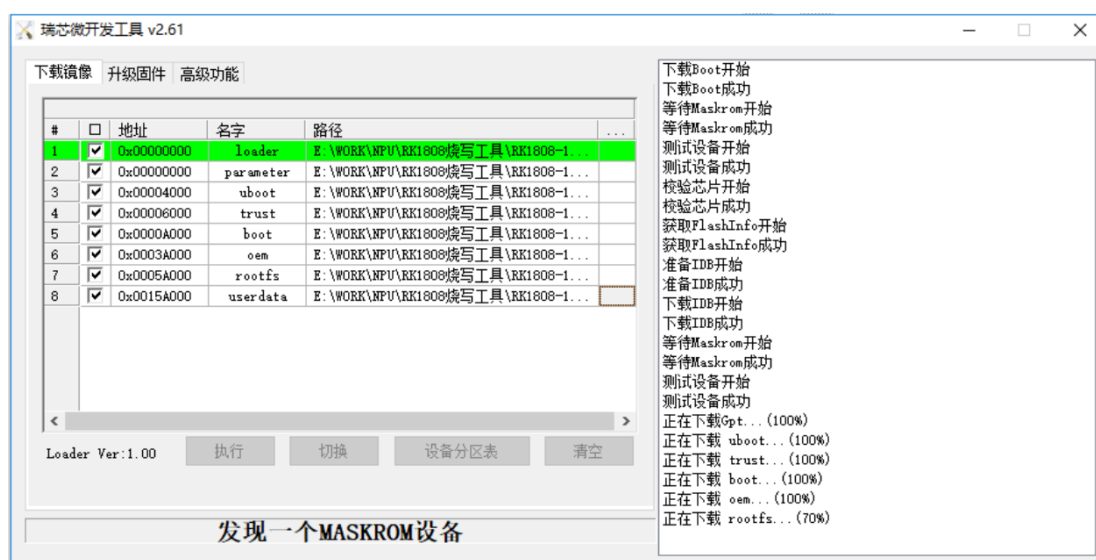 瑞芯微开发工具 v2.61
下载镜像 升级固件 高级功能
# 地址 名字 路径 ...
1 0x00000000 loader E:\WORK\NPU\RK1808烧写工具\RK1808-1...
2 0x00000000 parameter E:\WORK\NPU\RK1808烧写工具\RK1808-1...
3 0x00004000 uboot E:\WORK\NPU\RK1808烧写工具\RK1808-1...
4 0x00006000 trust E:\WORK\NPU\RK1808烧写工具\RK1808-1...
5 0x0000A000 boot E:\WORK\NPU\RK1808烧写工具\RK1808-1...
6 0x0003A000 oem E:\WORK\NPU\RK1808烧写工具\RK1808-1...
7 0x0005A000 rootfs E:\WORK\NPU\RK1808烧写工具\RK1808-1...
8 0x0015A000 userdata E:\WORK\NPU\RK1808烧写工具\RK1808-1...
Loader Ver:1.00 执行 切换 设备分区表 清空
发现一个MASKROM设备
下载Boot开始
下载Boot成功
等待Maskrom开始
等待Maskrom成功
测试设备开始
测试设备成功
校验芯片开始
校验芯片成功
获取FlashInfo开始
获取FlashInfo成功
准备IDB开始
准备IDB成功
下载IDB开始
下载IDB成功
等待Maskrom开始
等待Maskrom成功
测试设备开始
测试设备成功
正在下载Gpt...(100%)
正在下载 uboot...(100%)
正在下载 trust...(100%)
正在下载 boot...(100%)
正在下载 oem...(100%)
正在下载 rootfs...(70%)